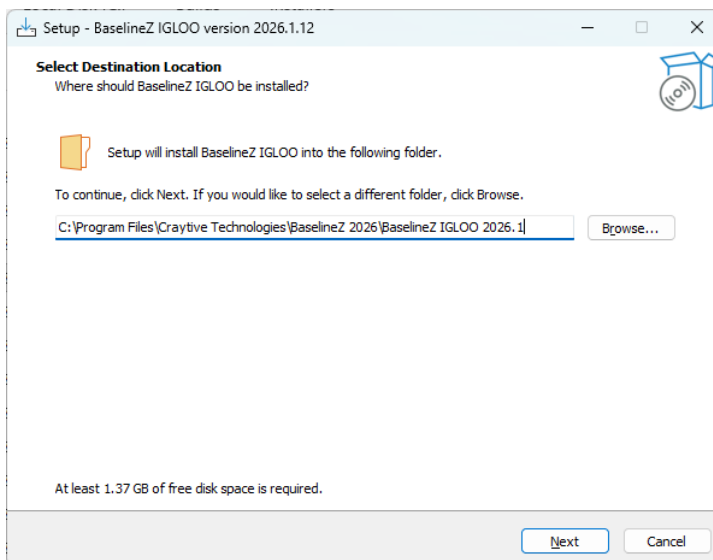 Setup - BaselineZ IGLOO version 2026.1.12
Select Destination Location
Where should BaselineZ IGLOO be installed?
Setup will install BaselineZ IGLOO into the following folder.
To continue, click Next. If you would like to select a different folder, click Browse.
C:\Program Files\Craytive Technologies\BaselineZ 2026\BaselineZ IGLOO 2026.1
Browse...
At least 1.37 GB of free disk space is required.
Next
Cancel